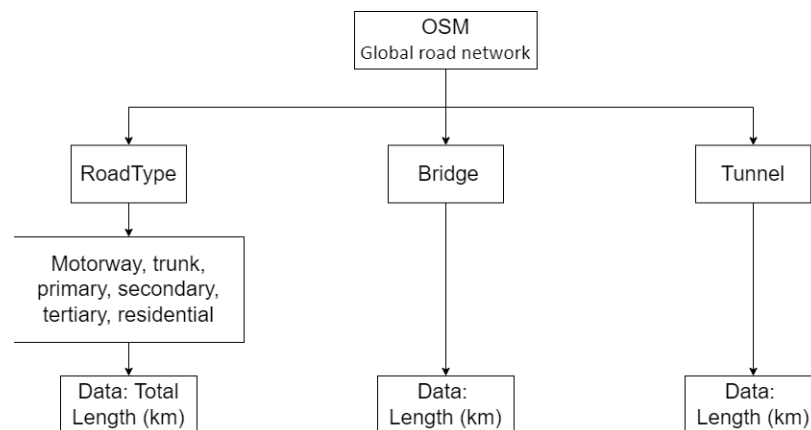 OSM
Global road network
RoadType
Bridge
Tunnel
Motorway, trunk,
primary, secondary,
tertiary, residential
Data: Total
Length (km)
Data:
Length (km)
Data:
Length (km)